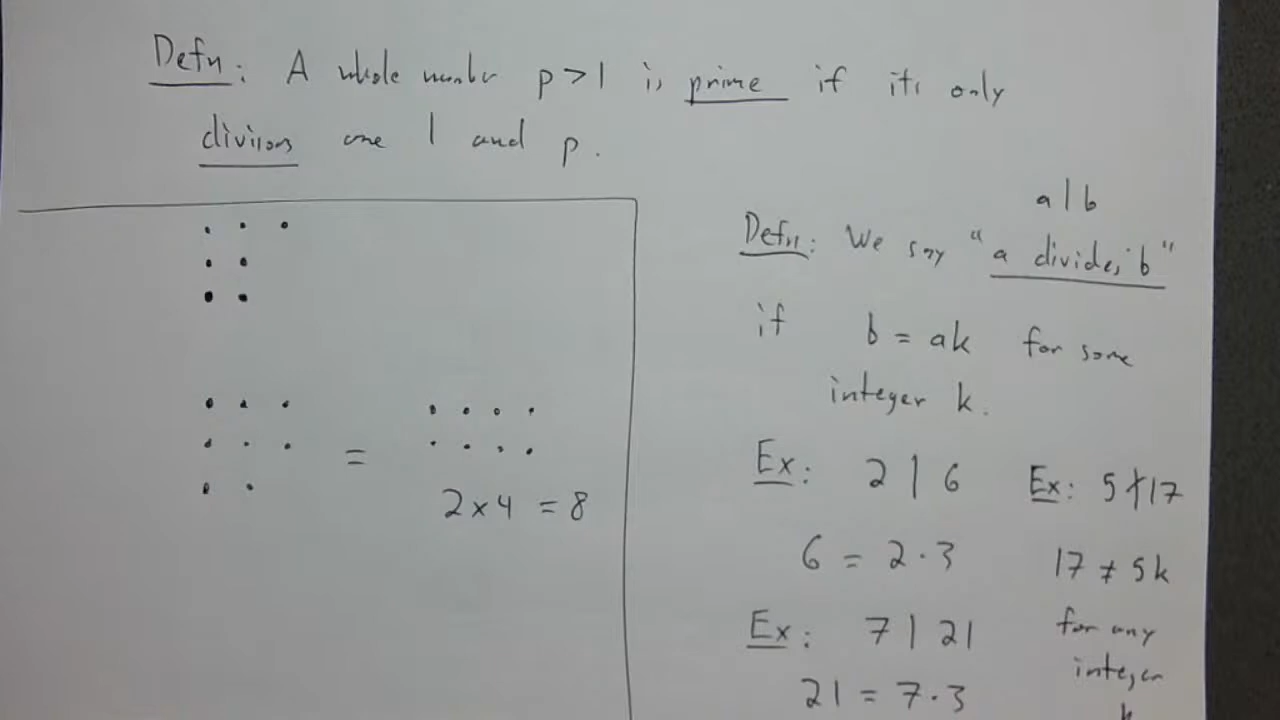 Defn: A whole number p > 1 is prime if its only
divisors are 1 and p.
2 x 4 = 8
a | b
Defn: We say "a divides b"
if b = ak for some
integer k.
Ex: 2 | 6
6 = 2 · 3
Ex: 7 | 21
21 = 7 · 3
Ex: 5 ∤ 17
17 ≠ 5k
for any
integer
k